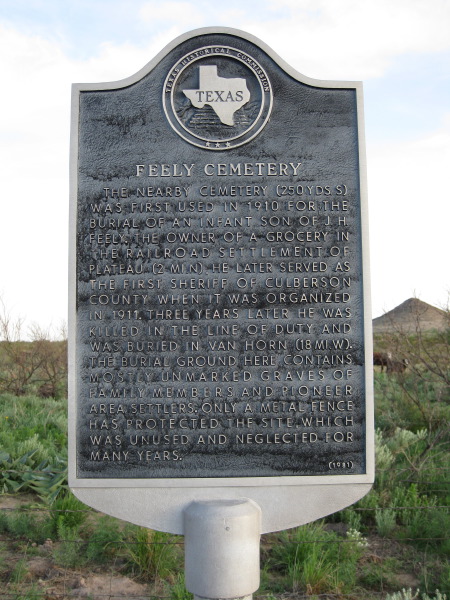 TEXAS HISTORICAL COMMISSION
TEXAS
FEELY CEMETERY
THE NEARBY CEMETERY (250 YDS. S)
WAS FIRST USED IN 1910 FOR THE
BURIAL OF AN INFANT SON OF J. H.
FEELY, THE OWNER OF A GROCERY IN
THE RAILROAD SETTLEMENT OF
PLATEAU (2 MI. N). HE LATER SERVED AS
THE FIRST SHERIFF OF CULBERSON
COUNTY WHEN IT WAS ORGANIZED
IN 1911. THREE YEARS LATER HE WAS
KILLED IN THE LINE OF DUTY AND
WAS BURIED IN VAN HORN (18 MI. W).
THE BURIAL GROUND HERE CONTAINS
MOSTLY UNMARKED GRAVES OF
FAMILY MEMBERS AND PIONEER
AREA SETTLERS. ONLY A METAL FENCE
HAS PROTECTED THE SITE, WHICH
WAS UNUSED AND NEGLECTED FOR
MANY YEARS.
(1981)